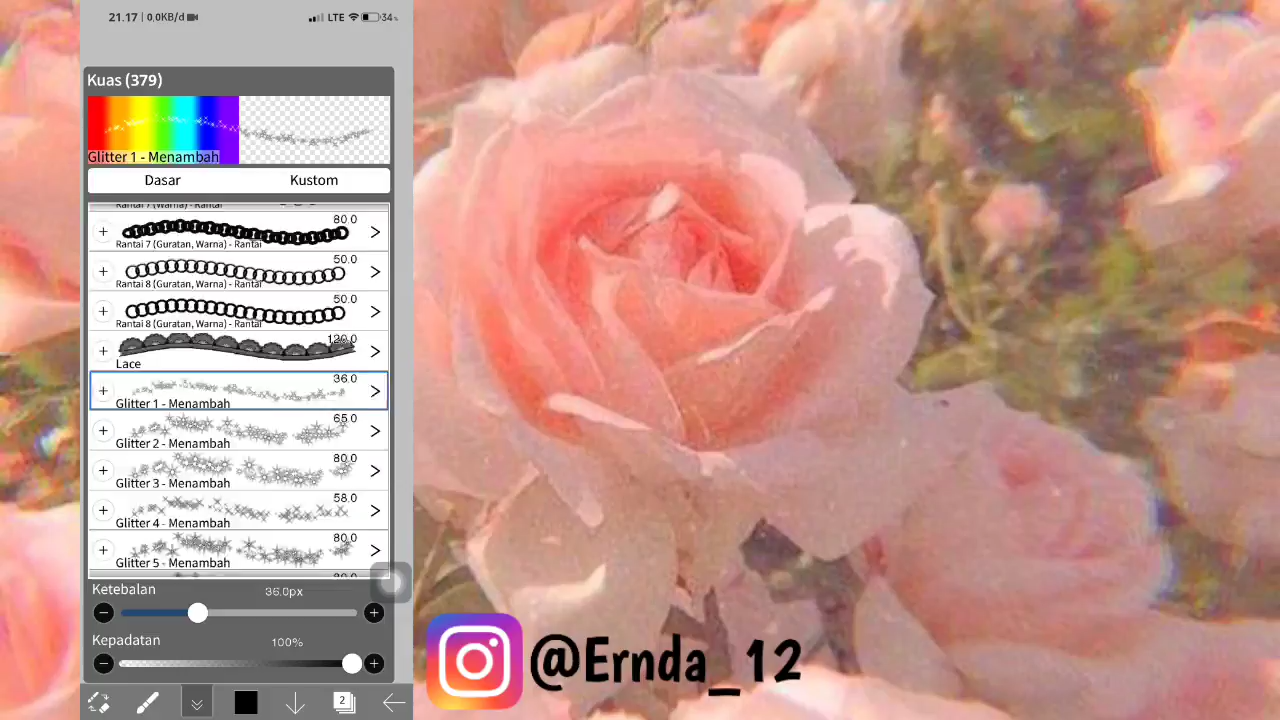 21.17 | 0,0KB/d
LTE
34%
Kuas (379)
Glitter 1 - Menambah
Dasar
Kustom
Rantai 7 (Warna) - Rantai
80.0
Rantai 7 (Guratan, Warna) - Rantai
50.0
Rantai 8 (Guratan, Warna) - Rantai
50.0
Rantai 8 (Guratan, Warna) - Rantai
120.0
Lace
36.0
Glitter 1 - Menambah
65.0
Glitter 2 - Menambah
80.0
Glitter 3 - Menambah
58.0
Glitter 4 - Menambah
80.0
Glitter 5 - Menambah
Ketebalan
36.0px
Kepadatan
100%
2
@Ernda_12